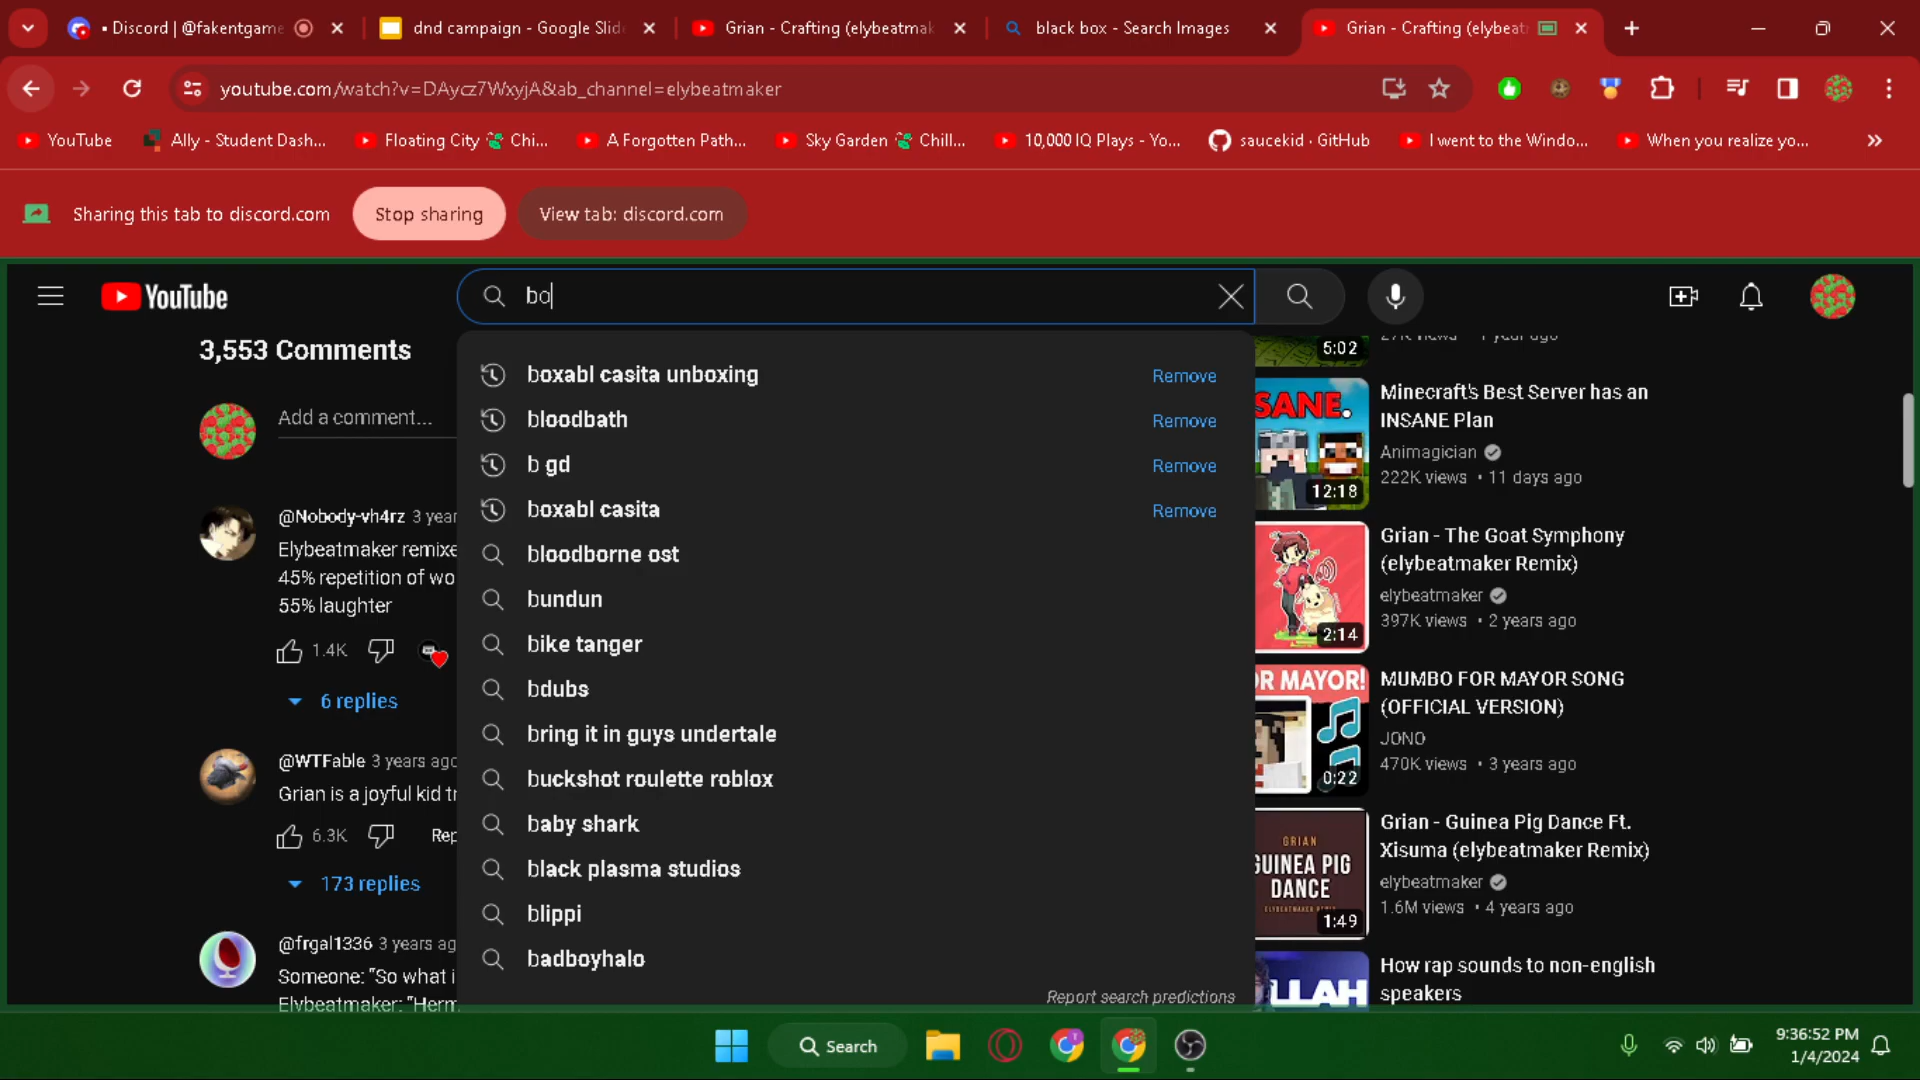 • Discord | @fakentgame
dnd campaign - Google Slid
Grian - Crafting (elybeatmak
black box - Search Images
Grian - Crafting (elybeat
youtube.com/watch?v=DAycz7WxyjA&ab_channel=elybeatmaker
YouTube
Ally - Student Dash...
Floating City Chi...
A Forgotten Path...
Sky Garden Chill...
10,000 IQ Plays - Yo...
saucekid · GitHub
I went to the Windo...
When you realize yo...
Sharing this tab to discord.com
Stop sharing
View tab: discord.com
YouTube
bo
3,553 Comments
Add a comment...
@Nobody-vh4rz 3 year
Elybeatmaker remixe
45% repetition of wo
55% laughter
1.4K
6 replies
@WTFable 3 years ago
Grian is a joyful kid tr
6.3K
Rep
173 replies
@frgal1336 3 years ag
Someone: "So what i
Elybeatmaker: "Herm
boxabl casita unboxing Remove
bloodbath Remove
b gd Remove
boxabl casita Remove
bloodborne ost
bundun
bike tanger
bdubs
bring it in guys undertale
buckshot roulette roblox
baby shark
black plasma studios
blippi
badboyhalo
Report search predictions
5:02
SANE.
12:18
Minecraft's Best Server has an
INSANE Plan
Animagician
222K views • 11 days ago
2:14
Grian - The Goat Symphony
(elybeatmaker Remix)
elybeatmaker
397K views • 2 years ago
OR MAYOR!
0:22
MUMBO FOR MAYOR SONG
(OFFICIAL VERSION)
JONO
470K views • 3 years ago
GRIAN
GUINEA PIG
DANCE
1:49
Grian - Guinea Pig Dance Ft.
Xisuma (elybeatmaker Remix)
elybeatmaker
1.6M views • 4 years ago
LLAH
How rap sounds to non-english
speakers
Search
9:36:52 PM
1/4/2024